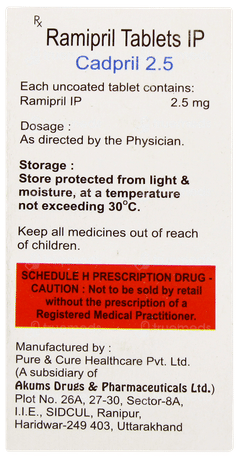 Rx
Ramipril Tablets IP
Cadpril 2.5
Each uncoated tablet contains:
Ramipril IP 2.5 mg
Dosage :
As directed by the Physician.
Storage :
Store protected from light &
moisture, at a temperature
not exceeding 30°C.
Keep all medicines out of reach
of children.
SCHEDULE H PRESCRIPTION DRUG -
CAUTION : Not to be sold by retail
without the prescription of a
Registered Medical Practitioner.
Manufactured by :
Pure & Cure Healthcare Pvt. Ltd.
(A subsidiary of
Akums Drugs & Pharmaceuticals Ltd.)
Plot No. 26A, 27-30, Sector-8A,
I.I.E., SIDCUL, Ranipur,
Haridwar-249 403, Uttarakhand